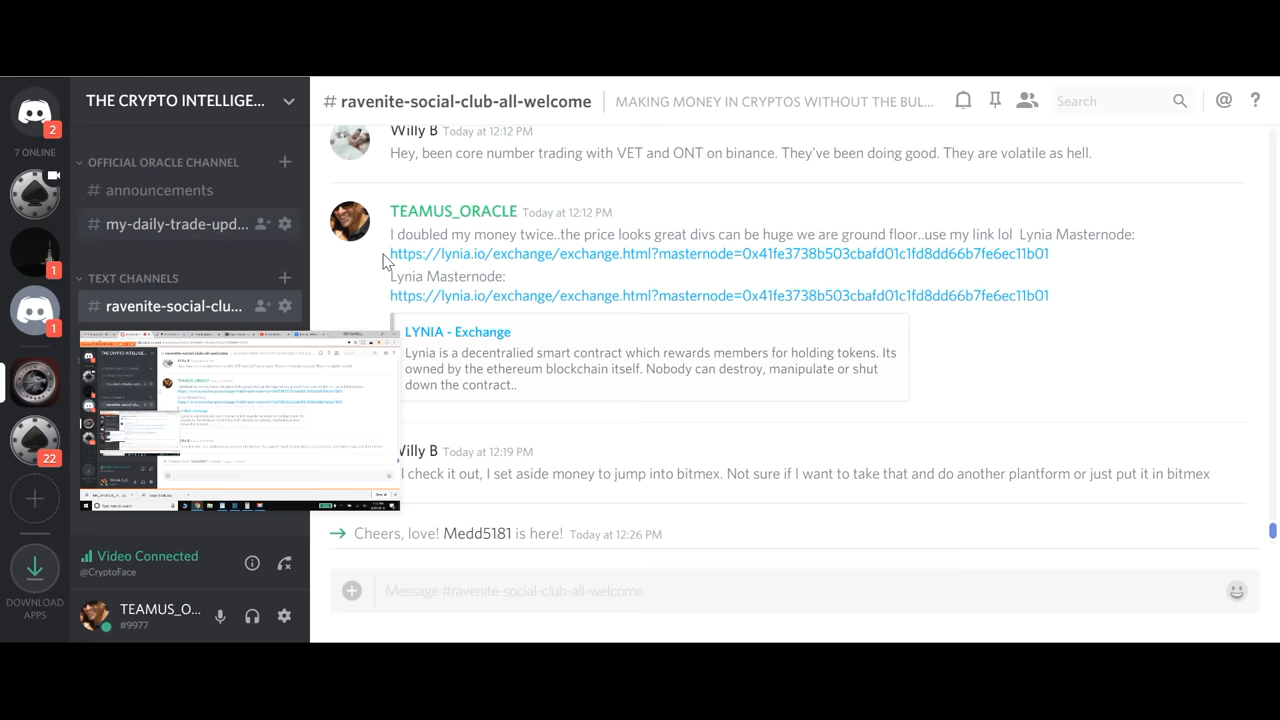 THE CRYPTO INTELLIGE...
# ravenite-social-club-all-welcome
MAKING MONEY IN CRYPTOS WITHOUT THE BUL...
Search
@
?
2
7 ONLINE
1
1
22
DOWNLOAD
APPS
OFFICIAL ORACLE CHANNEL
# announcements
# my-daily-trade-upd...
TEXT CHANNELS
# ravenite-social-clu...
Video Connected
@CryptoFace
TEAMUS_O...
#9977
Willy B Today at 12:12 PM
Hey, been core number trading with VET and ONT on binance. They've been doing good. They are volatile as hell.
TEAMUS_ORACLE Today at 12:12 PM
I doubled my money twice..the price looks great divs can be huge we are ground floor..use my link lol Lynia Masternode:
https://lynia.io/exchange/exchange.html?masternode=0x41fe3738b503cbafd01c1fd8dd66b7fe6ec11b01
Lynia Masternode:
https://lynia.io/exchange/exchange.html?masternode=0x41fe3738b503cbafd01c1fd8dd66b7fe6ec11b01
LYNIA - Exchange
Lynia is a decentralied smart contract that rewards members for holding tokens. Its
owned by the ethereum blockchain itself. Nobody can destroy, manipulate or shut
down the contract..
Willy B Today at 12:19 PM
check it out, I set aside money to jump into bitmex. Not sure if I want to take that and do another planform or just put it in bitmex
Cheers, love! Medd5181 is here! Today at 12:26 PM
Message #ravenite-social-club-all-welcome